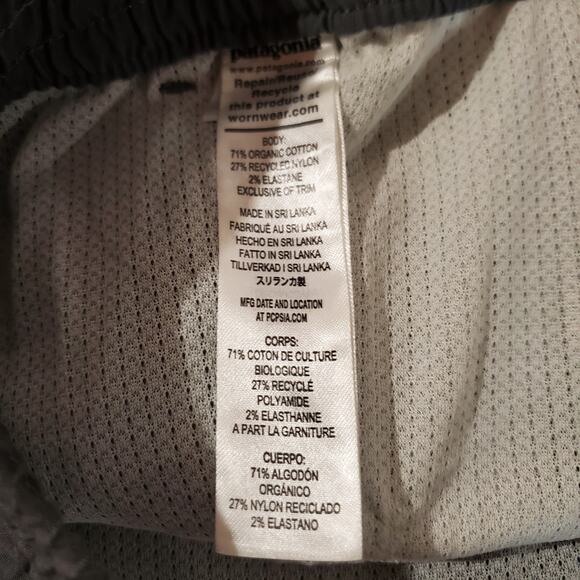 patagonia
www.patagonia.com
Repair/Reuse
Recycle
this product at
wornwear.com
BODY:
71% ORGANIC COTTON
27% RECYCLED NYLON
2% ELASTANE
EXCLUSIVE OF TRIM
MADE IN SRI LANKA
FABRIQUÉ AU SRI LANKA
HECHO EN SRI LANKA
FATTO IN SRI LANKA
TILLVERKAD I SRI LANKA
スリランカ製
MFG DATE AND LOCATION
AT PCPSIA.COM
CORPS:
71% COTON DE CULTURE
BIOLOGIQUE
27% RECYCLÉ
POLYAMIDE
2% ELASTHANNE
A PART LA GARNITURE
CUERPO:
71% ALGODÓN
ORGÁNICO
27% NYLON RECICLADO
2% ELASTANO